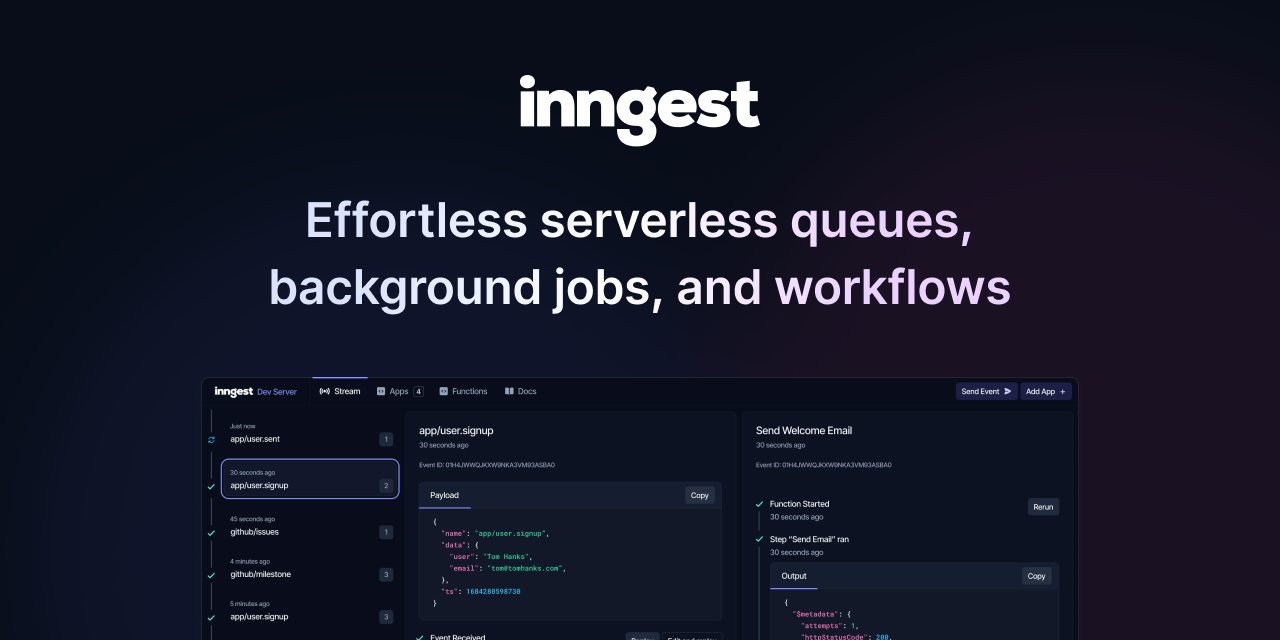 inngest
Effortless serverless queues,
background jobs, and workflows
inngest Dev Server Stream Apps 4 Functions Docs Send Event Add App +
Just now
app/user.sent 1
30 seconds ago
app/user.signup 2
45 seconds ago
github/issues 1
4 minutes ago
github/milestone 3
5 minutes ago
app/user.signup 3
app/user.signup
30 seconds ago
Event ID: 01H4JWWQJKXW9NKA3VM93ASBA0
Payload Copy
{
"name": "app/user.signup",
"data": {
"user": "Tom Hanks",
"email": "tom@tomhanks.com",
},
"ts": 1684280598730
}
Event Received Replay Edit and replay
Send Welcome Email
30 seconds ago
Event ID: 01H4JWWQJKXW9NKA3VM93ASBA0
Function Started Rerun
30 seconds ago
Step “Send Email” ran
30 seconds ago
Output Copy
{
"$metadata": {
"attempts": 1,
"httpStatusCode": 200,